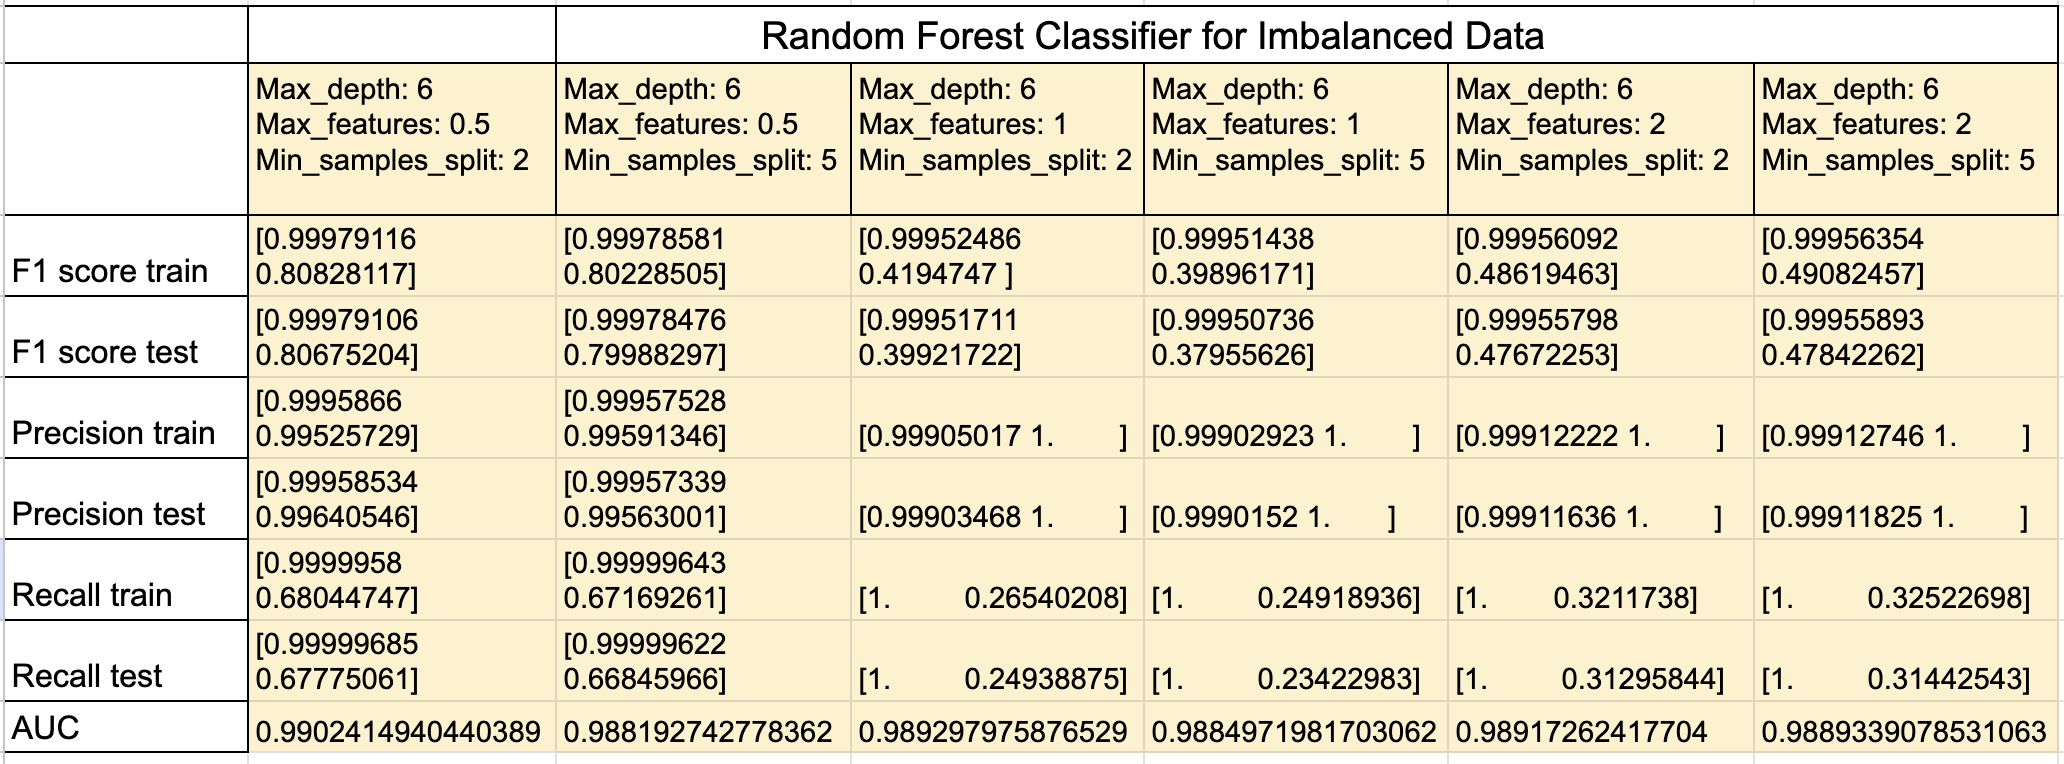 Random Forest Classifier for Imbalanced Data
Max_depth: 6
Max_features: 0.5
Min_samples_split: 2
Max_depth: 6
Max_features: 0.5
Min_samples_split: 5
Max_depth: 6
Max_features: 1
Min_samples_split: 2
Max_depth: 6
Max_features: 1
Min_samples_split: 5
Max_depth: 6
Max_features: 2
Min_samples_split: 2
Max_depth: 6
Max_features: 2
Min_samples_split: 5
F1 score train
[0.99979116
0.80828117]
[0.99978581
0.80228505]
[0.99952486
0.4194747 ]
[0.99951438
0.39896171]
[0.99956092
0.48619463]
[0.99956354
0.49082457]
F1 score test
[0.99979106
0.80675204]
[0.99978476
0.79988297]
[0.99951711
0.39921722]
[0.99950736
0.37955626]
[0.99955798
0.47672253]
[0.99955893
0.47842262]
Precision train
[0.9995866
0.99525729]
[0.99957528
0.99591346]
[0.99905017 1. ]
[0.99902923 1. ]
[0.99912222 1. ]
[0.99912746 1. ]
Precision test
[0.99958534
0.99640546]
[0.99957339
0.99563001]
[0.99903468 1. ]
[0.9990152 1. ]
[0.99911636 1. ]
[0.99911825 1. ]
Recall train
[0.9999958
0.68044747]
[0.99999643
0.67169261]
[1. 0.26540208]
[1. 0.24918936]
[1. 0.3211738]
[1. 0.32522698]
Recall test
[0.99999685
0.67775061]
[0.99999622
0.66845966]
[1. 0.24938875]
[1. 0.23422983]
[1. 0.31295844]
[1. 0.31442543]
AUC
0.9902414940440389
0.988192742778362
0.989297975876529
0.9884971981703062
0.98917262417704
0.9889339078531063